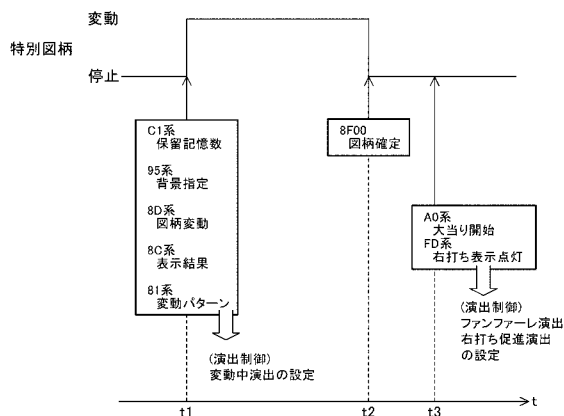 変動
特別図柄
停止
C1系
保留記憶数
95系
背景指定
8D系
図柄変動
8C系
表示結果
81系
変動パターン
8F00
図柄確定
A0系
大当り開始
FD系
右打ち表示点灯
(演出制御)
変動中演出の設定
(演出制御)
ファンファーレ演出
右打ち促進演出
の設定
t
t1
t2
t3